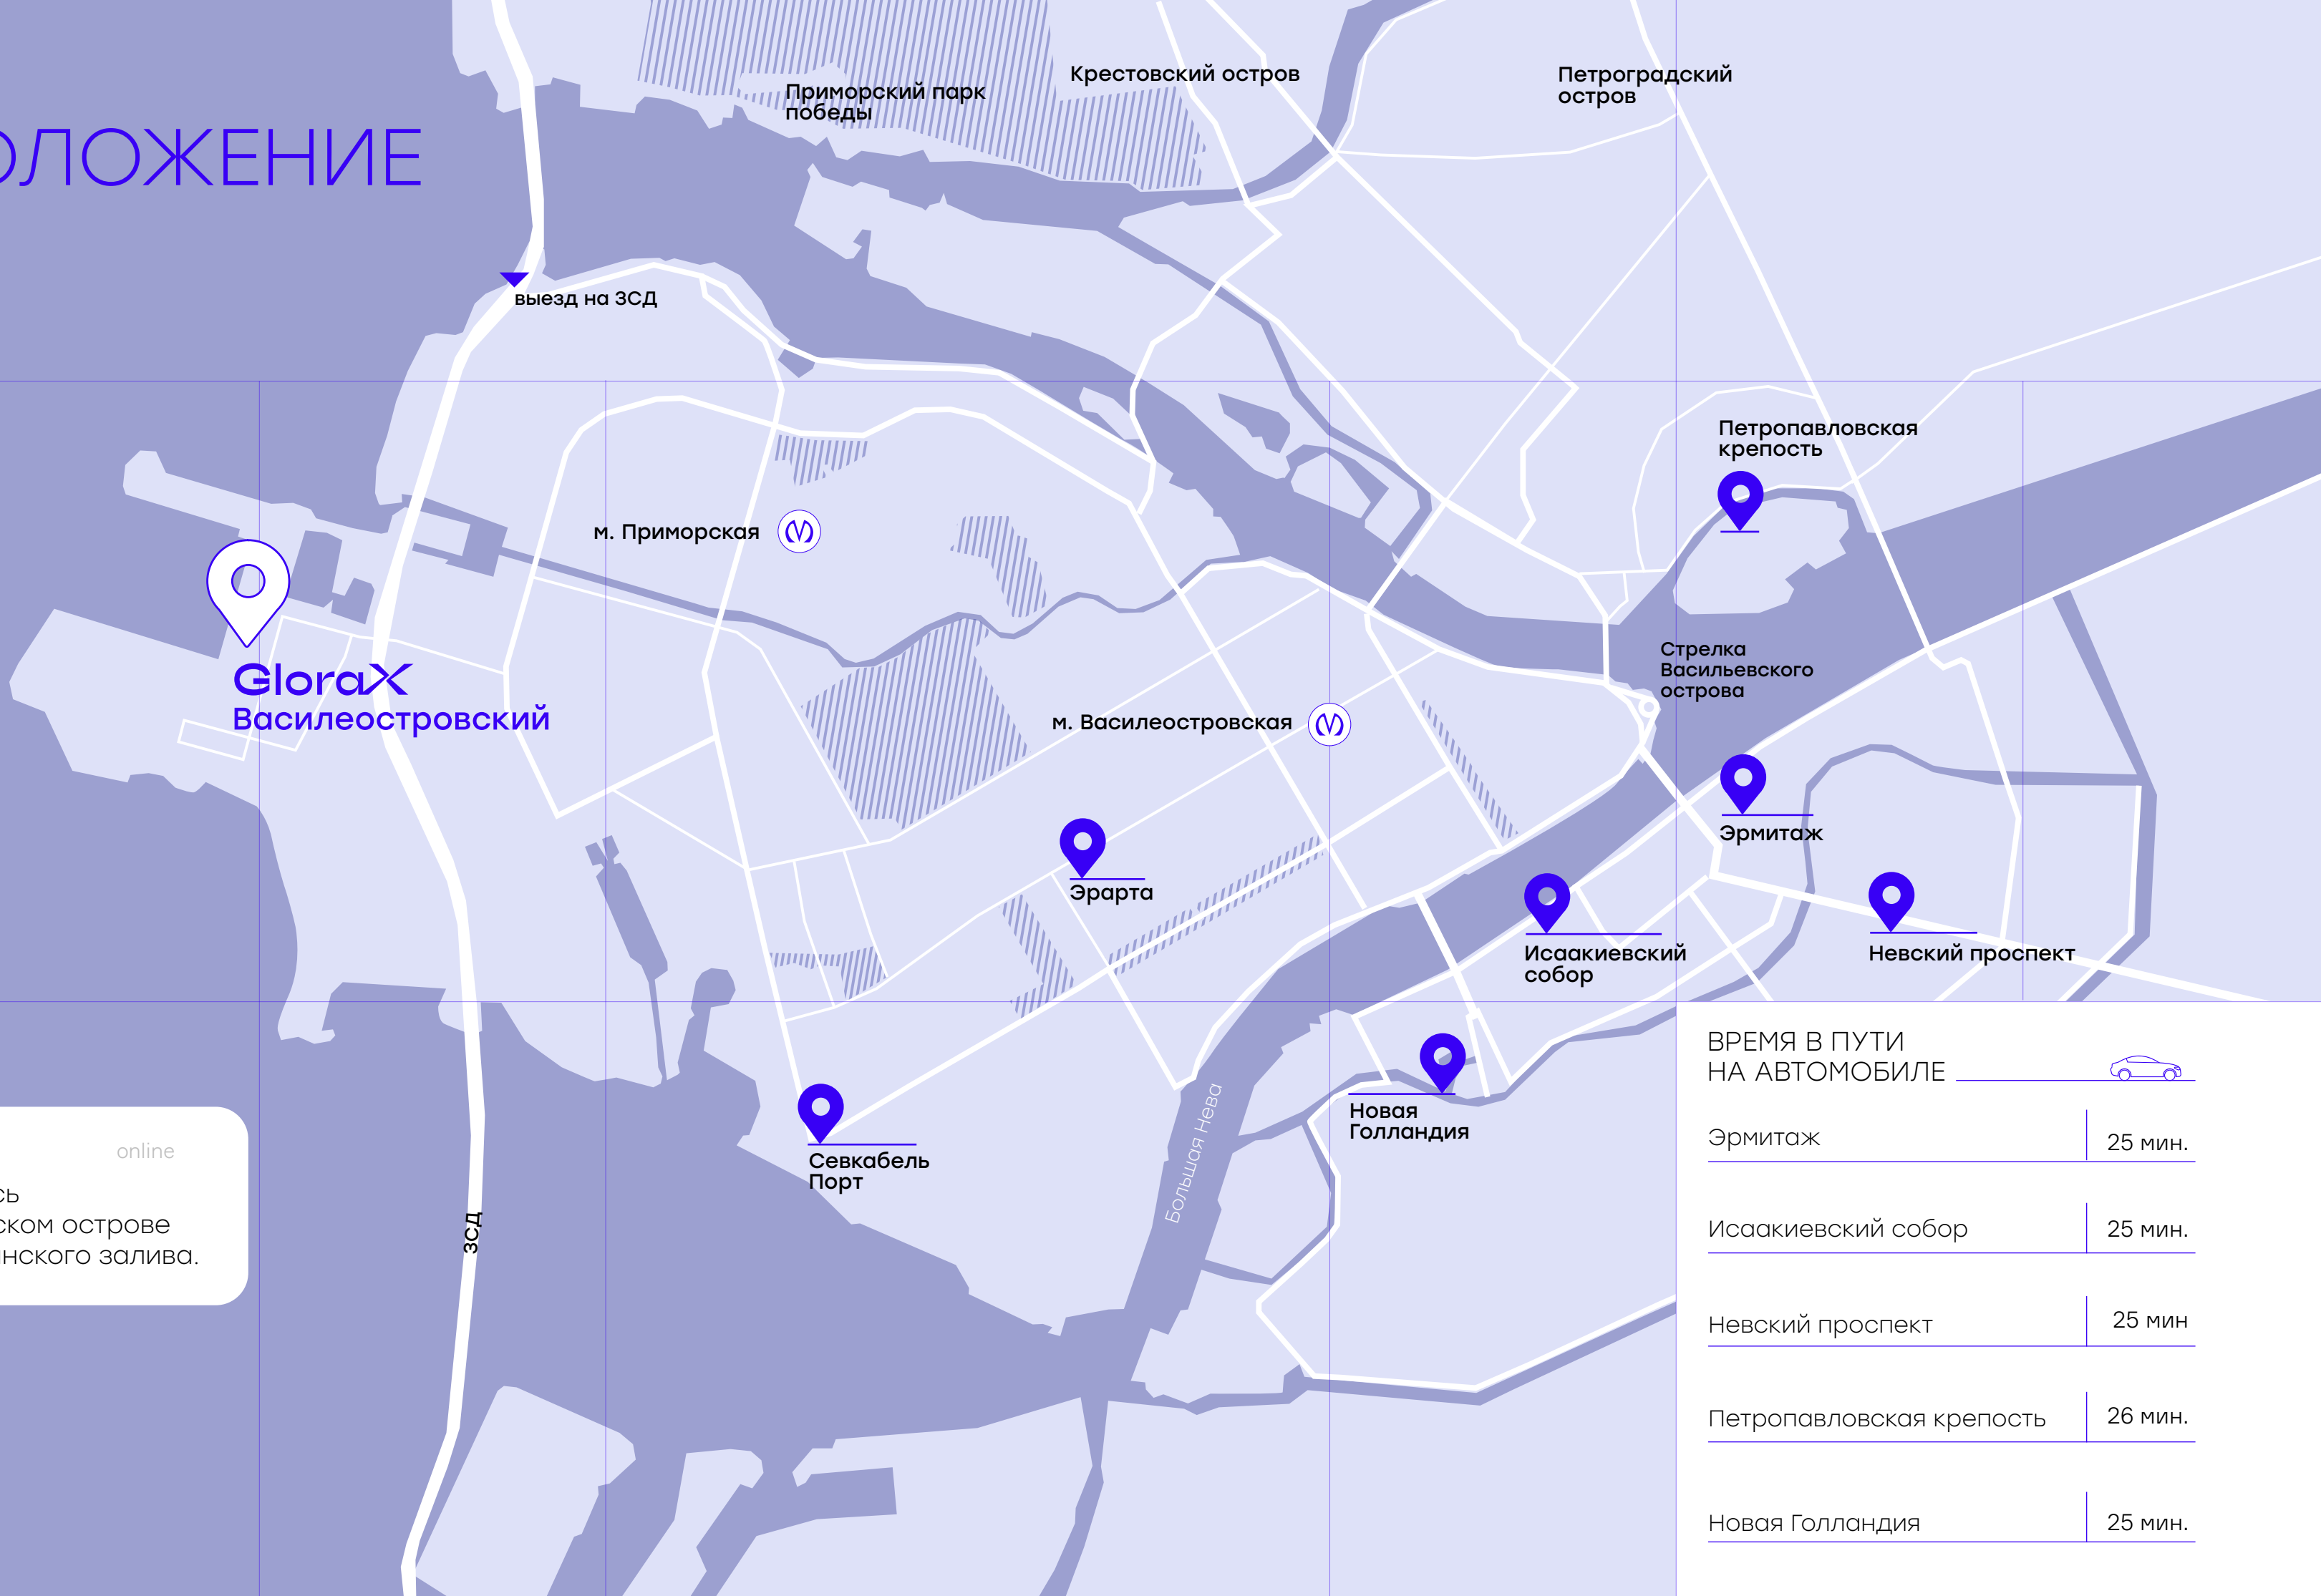 ОЛОЖЕНИЕ
Приморский парк
победы
Крестовский остров
Петроградский
остров
выезд на ЗСД
Петропавловская
крепость
м. Приморская
GloraX
Василеостровский
Стрелка
Васильевского
острова
м. Василеостровская
Эрмитаж
Эрарта
Исаакиевский
собор
Невский проспект
Новая
Голландия
Севкабель
Порт
Большая Нева
ЗСД
online
сь
ском острове
нского залива.
ВРЕМЯ В ПУТИ
НА АВТОМОБИЛЕ
Эрмитаж 25 мин.
Исаакиевский собор 25 мин.
Невский проспект 25 мин
Петропавловская крепость 26 мин.
Новая Голландия 25 мин.